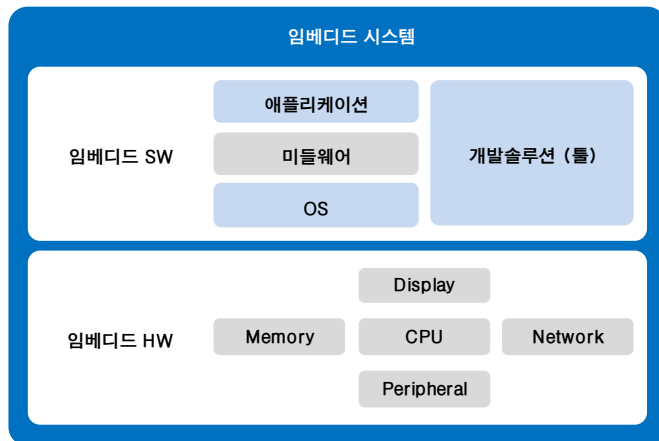 임베디드 시스템
임베디드 SW
애플리케이션
미들웨어
OS
개발솔루션 (툴)
임베디드 HW
Display
Memory
CPU
Network
Peripheral